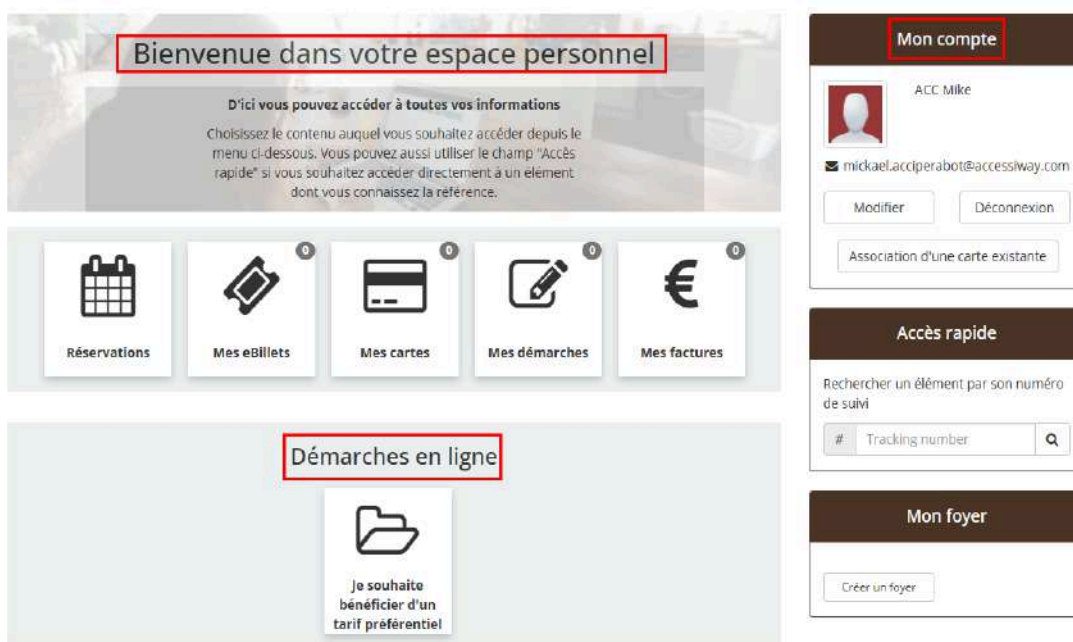 Bienvenue dans votre espace personnel
D'ici vous pouvez accéder à toutes vos informations
Choisissez le contenu auquel vous souhaitez accéder depuis le
menu ci-dessous. Vous pouvez aussi utiliser le champ "Accès
rapide" si vous souhaitez accéder directement à un élément
dont vous connaissez la référence.
0
0
0
0
€
Réservations
Mes eBillets
Mes cartes
Mes démarches
Mes factures
Démarches en ligne
Je souhaite
bénéficier d'un
tarif préférentiel
Mon compte
ACC Mike
mickael.acciperabot@accessiway.com
Modifier
Déconnexion
Association d'une carte existante
Accès rapide
Rechercher un élément par son numéro
de suivi
# Tracking number
Mon foyer
Créer un foyer